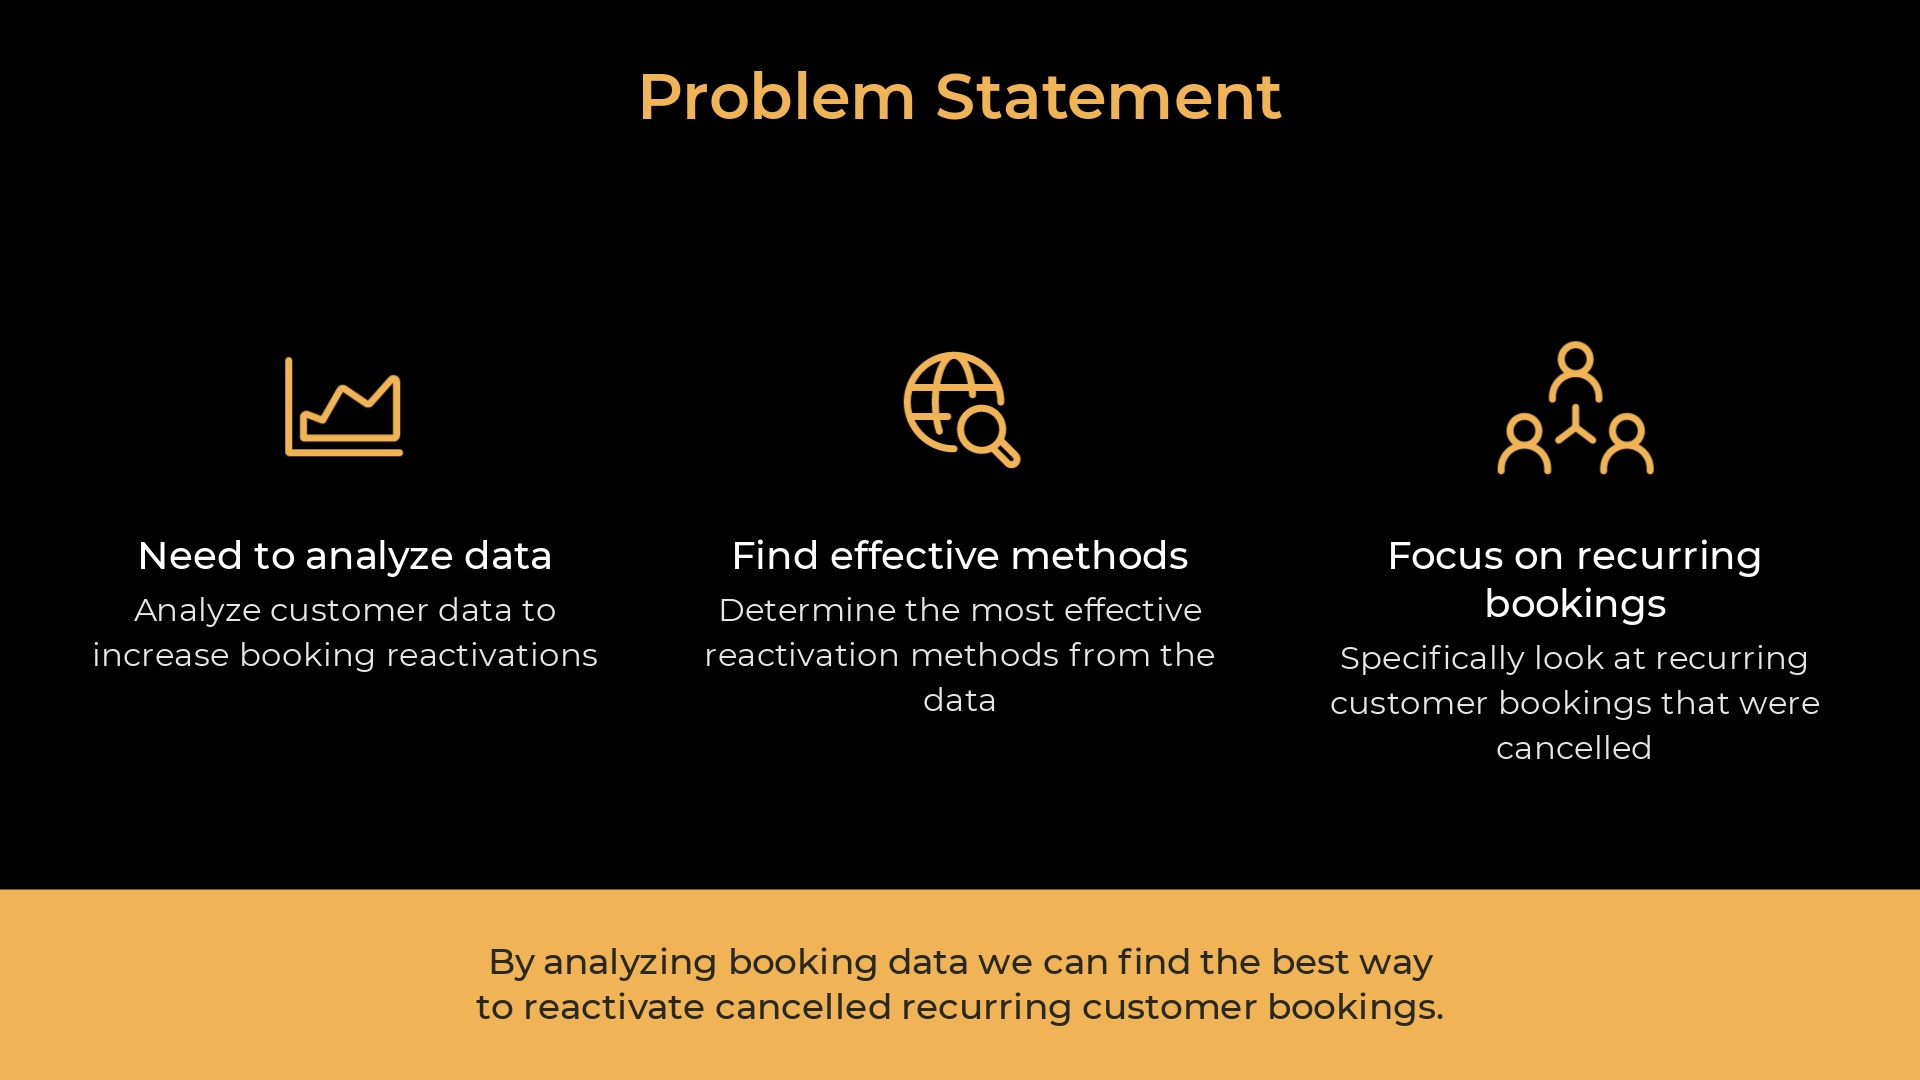 Problem Statement
Need to analyze data
Analyze customer data to
increase booking reactivations
Find effective methods
Determine the most effective
reactivation methods from the
data
Focus on recurring
bookings
Specifically look at recurring
customer bookings that were
cancelled
By analyzing booking data we can find the best way
to reactivate cancelled recurring customer bookings.